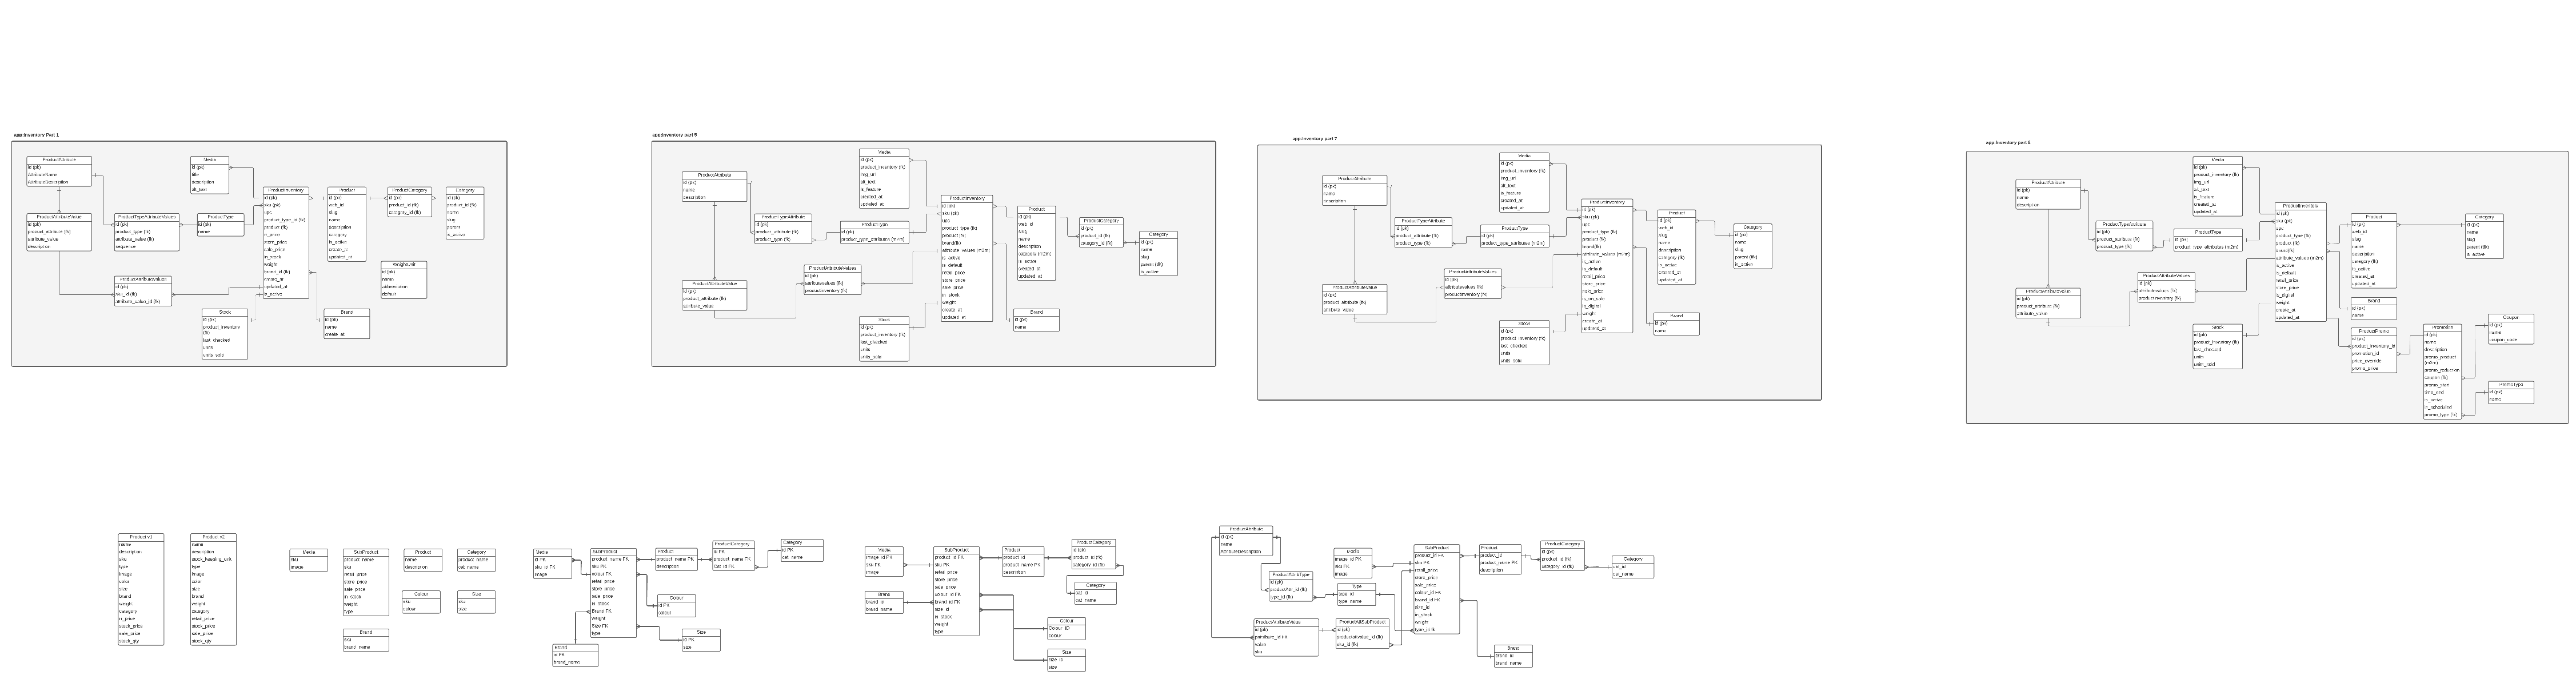 app:Inventory Part 1
ProductAttribute
id (pk)
AttributeName
AttributeDescription
Media
id (pk)
title
description
alt_text
ProductInventory
id (pk)
sku (pk)
upc
product_type_id (fk)
product (fk)
rr_price
store_price
sale_price
in_stock
weight
brand_id (fk)
create_at
updated_at
is_active
Product
id (pk)
web_id
slug
name
description
category
is_active
create_at
updated_at
ProductCategory
id (pk)
product_id (fk)
category_id (fk)
Category
id (pk)
product_id (fk)
name
slug
parent
is_active
ProductAttributeValue
id (pk)
product_attribute (fk)
attribute_value
description
ProductTypeAttributeValues
id (pk)
product_type (fk)
attribute_value (fk)
sequence
ProductType
id (pk)
name
ProductAttributeValues
id (pk)
sku_id (fk)
attribute_value_id (fk)
id (pk)
name
abbreviation
default
Stock
id (pk)
product_inventory
(fk)
last_checked
units
units_sold
Brand
id (pk)
name
create_at
app:Inventory part 5
ProductAttribute
id (pk)
name
description
Media
id (pk)
product_inventory (fk)
img_url
alt_text
is_feature
created_at
updated_at
ProductTypeAttribute
id (pk)
product_attribute (fk)
product_type (fk)
ProductType
id (pk)
product_type_attributes (m2m)
ProductInventory
id (pk)
sku (pk)
upc
product_type (fk)
product (fk)
brand(fk)
attribute_values (m2m)
is_active
is_default
retail_price
store_price
sale_price
in_stock
weight
create_at
updated_at
Product
id (pk)
web_id
slug
name
description
category (m2m)
is_active
created_at
updated_at
ProductCategory
id (pk)
product_id (fk)
category_id (fk)
Category
id (pk)
name
slug
parent (fk)
is_active
ProductAttributeValue
id (pk)
product_attribute (fk)
attribute_value
ProductAttributeValues
id (pk)
attributevalues (fk)
productinventory (fk)
Stock
id (pk)
product_inventory (fk)
last_checked
units
units_sold
Brand
id (pk)
name
app:Inventory part 7
ProductAttribute
id (pk)
name
description
Media
id (pk)
product_inventory (fk)
img_url
alt_text
is_feature
created_at
updated_at
ProductTypeAttribute
id (pk)
product_attribute (fk)
product_type (fk)
ProductType
id (pk)
product_type_attributes (m2m)
ProductInventory
id (pk)
sku (pk)
upc
product_type (fk)
product (fk)
brand(fk)
attribute_values (m2m)
is_active
is_default
retail_price
store_price
sale_price
is_on_sale
is_digital
weight
create_at
updated_at
Product
id (pk)
web_id
slug
name
description
category (fk)
is_active
created_at
updated_at
Category
id (pk)
name
slug
parent (fk)
is_active
ProductAttributeValue
id (pk)
product_attribute (fk)
attribute_value
ProductAttributeValues
id (pk)
attributevalues (fk)
productinventory (fk)
Stock
id (pk)
product_inventory (fk)
last_checked
units
units_sold
Brand
id (pk)
name
app:Inventory part 8
ProductAttribute
id (pk)
name
description
Media
id (pk)
product_inventory (fk)
img_url
alt_text
is_feature
created_at
updated_at
ProductTypeAttribute
id (pk)
product_attribute (fk)
product_type (fk)
ProductType
id (pk)
product_type_attributes (m2m)
ProductInventory
id (pk)
sku (pk)
upc
product_type (fk)
product (fk)
brand(fk)
attribute_values (m2m)
is_active
is_default
retail_price
store_price
is_digital
weight
create_at
updated_at
Product
id (pk)
web_id
slug
name
description
category (fk)
is_active
created_at
updated_at
Category
id (pk)
name
slug
parent (fk)
is_active
ProductAttributeValue
id (pk)
product_attribute (fk)
attribute_value
ProductAttributeValues
id (pk)
attributevalues (fk)
productinventory (fk)
Stock
id (pk)
product_inventory (fk)
last_checked
units
units_sold
Brand
id (pk)
name
ProductPromo
id (pk)
product_inventory_id
promotion_id
price_override
promo_price
Promotion
id (pk)
name
description
promo_product
(m2m)
promo_reduction
coupon (fk)
promo_start
is_active
is_scheduled
promo_type (fk)
Coupon
id (pk)
name
coupon_code
PromoType
id (pk)
name
Product v1
name
description
sku
type
image
color
size
brand
weight
category
rr_price
stock_price
sale_price
stock_qty
Product v2
name
description
stock_keeping_unit
type
image
color
size
brand
weight
category
retail_price
stock_price
sale_price
stock_qty
Media
sku
image
SubProduct
product_name
sku
retail_price
store_price
sale_price
in_stock
weight
type
Product
name
description
Category
product_name
cat_name
Colour
sku
colour
Size
sku
size
Brand
sku
brand_name
Media
id PK
sku FK
image
SubProduct
product_name FK
sku
colour FK
retail_price
store_price
sale_price
in_stock
Brand FK
weight
Size FK
type
Product
product_name PK
description
ProductCategory
id PK
product_name FK
Cat_id FK
Category
id PK
cat_name
Colour
id PK
colour
Size
id PK
size
Brand
id PK
brand_name
Media
image_id PK
sku FK
image
SubProduct
product_id FK
sku PK
retail_price
store_price
sale_price
colour_id FK
brand_id FK
size_id
in_stock
weight
type
Product
product_id
product_name PK
description
ProductCategory
id (pk)
product_id (fk)
category_id (fk)
Category
cat_id
cat_name
Brand
brand_id
brand_name
Colour
Colour_ID
colour
Size
size_id
size
ProductAttribute
id (pk)
name
AttributeDescription
ProductAttribType
id (pk)
productAtr_id (fk)
type_id (fk)
Media
image_id PK
sku FK
image
Type
type_id
type_name
SubProduct
product_id FK
sku PK
retail_price
store_price
sale_price
colour_id FK
brand_id FK
size_id
in_stock
weight
type_id fk
Product
product_id
product_name PK
description
ProductCategory
id (pk)
product_id (fk)
category_id (fk)
Category
cat_id
cat_name
ProductAttributeValue
id (pk)
value
sku
ProductAttSubProduct
id (pk)
productatvalue_id (fk)
sku_id (fk)
Brand
brand_id
brand_name